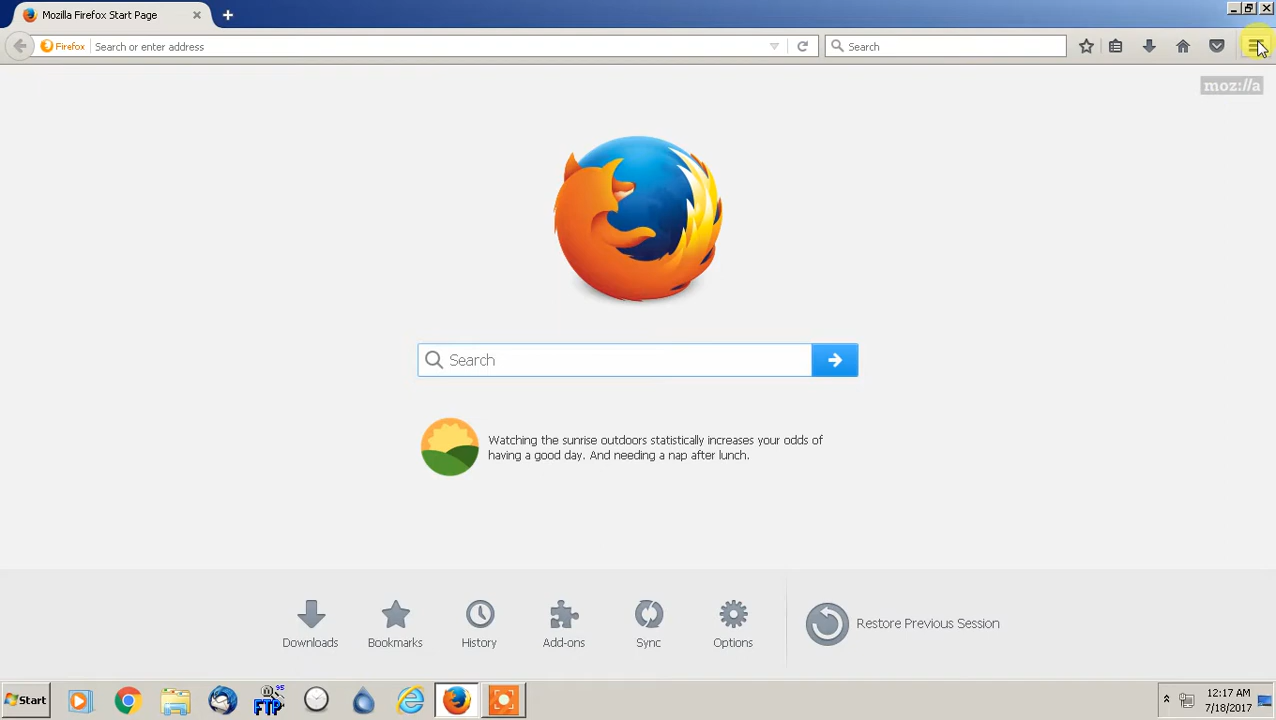 Mozilla Firefox Start Page
Firefox
Search or enter address
Search
moz://a
Search
Watching the sunrise outdoors statistically increases your odds of
having a good day. And needing a nap after lunch.
Downloads
Bookmarks
History
Add-ons
Sync
Options
Restore Previous Session
Start
95
FTP
12:17 AM
7/18/2017